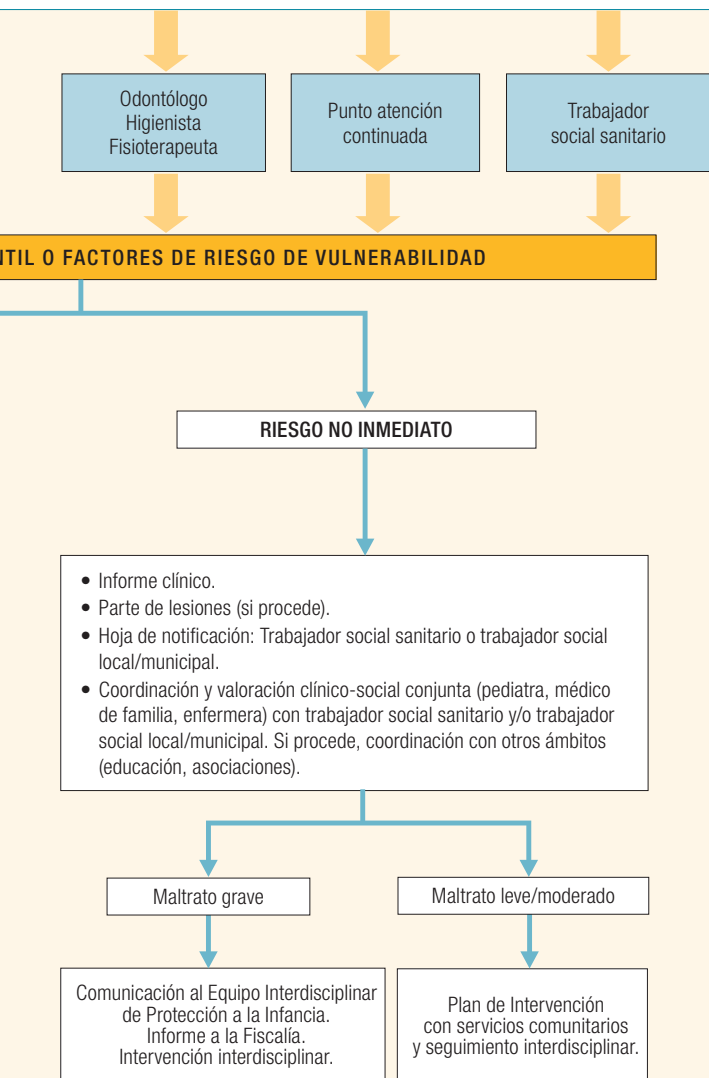 Odontólogo
Higienista
Fisioterapeuta
Punto atención
continuada
Trabajador
social sanitario
NTIL O FACTORES DE RIESGO DE VULNERABILIDAD
RIESGO NO INMEDIATO
• Informe clínico.
• Parte de lesiones (si procede).
• Hoja de notificación: Trabajador social sanitario o trabajador social
local/municipal.
• Coordinación y valoración clínico-social conjunta (pediatra, médico
de familia, enfermera) con trabajador social sanitario y/o trabajador
social local/municipal. Si procede, coordinación con otros ámbitos
(educación, asociaciones).
Maltrato grave
Maltrato leve/moderado
Comunicación al Equipo Interdisciplinar
de Protección a la Infancia.
Informe a la Fiscalía.
Intervención interdisciplinar.
Plan de Intervención
con servicios comunitarios
y seguimiento interdisciplinar.